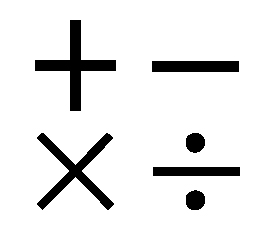 + −
× ÷